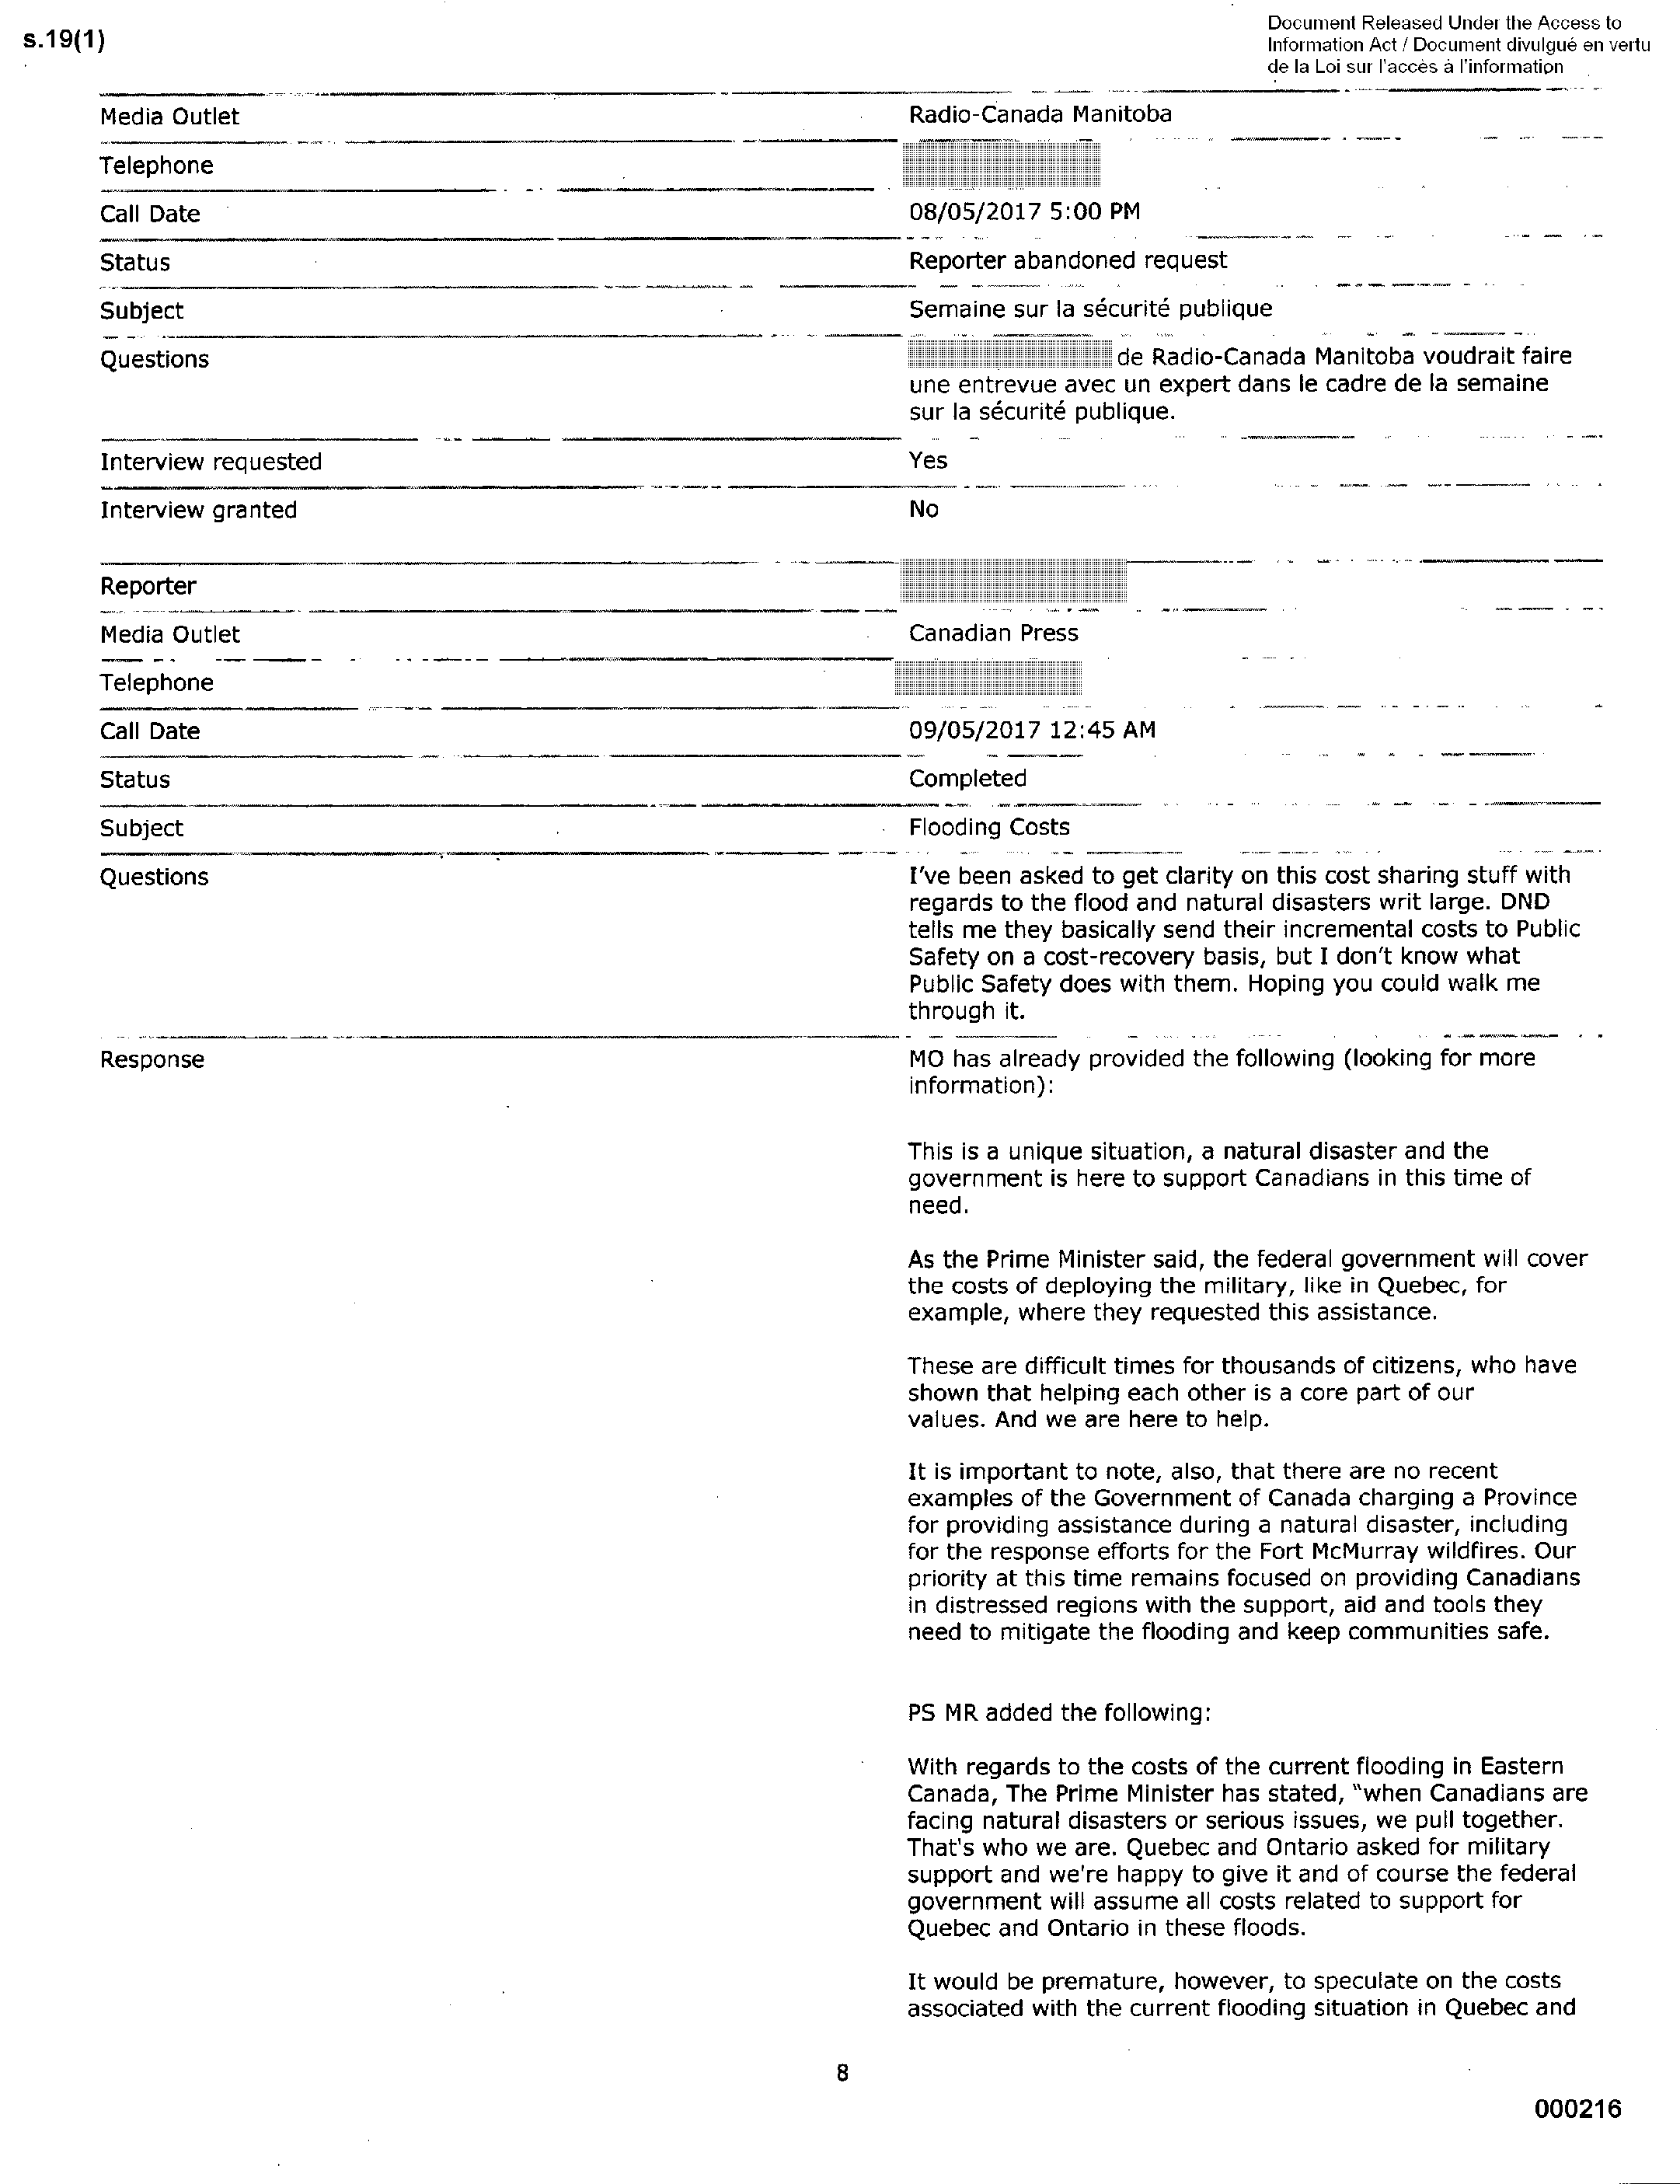 s.19(1)
Document Released Under the Access to
Information Act / Document divulgué en vertu
de la Loi sur l'accès à l'information
Media Outlet Radio-Canada Manitoba
Telephone
Call Date 08/05/2017 5:00 PM
Status Reporter abandoned request
Subject Semaine sur la sécurité publique
Questions de Radio-Canada Manitoba voudrait faire
une entrevue avec un expert dans le cadre de la semaine
sur la sécurité publique.
Interview requested Yes
Interview granted No
Reporter
Media Outlet Canadian Press
Telephone
Call Date 09/05/2017 12:45 AM
Status Completed
Subject Flooding Costs
Questions I've been asked to get clarity on this cost sharing stuff with
regards to the flood and natural disasters writ large. DND
tells me they basically send their incremental costs to Public
Safety on a cost-recovery basis, but I don't know what
Public Safety does with them. Hoping you could walk me
through it.
Response MO has already provided the following (looking for more
information):
This is a unique situation, a natural disaster and the
government is here to support Canadians in this time of
need.
As the Prime Minister said, the federal government will cover
the costs of deploying the military, like in Quebec, for
example, where they requested this assistance.
These are difficult times for thousands of citizens, who have
shown that helping each other is a core part of our
values. And we are here to help.
It is important to note, also, that there are no recent
examples of the Government of Canada charging a Province
for providing assistance during a natural disaster, including
for the response efforts for the Fort McMurray wildfires. Our
priority at this time remains focused on providing Canadians
in distressed regions with the support, aid and tools they
need to mitigate the flooding and keep communities safe.
PS MR added the following:
With regards to the costs of the current flooding in Eastern
Canada, The Prime Minister has stated, "when Canadians are
facing natural disasters or serious issues, we pull together.
That's who we are. Quebec and Ontario asked for military
support and we're happy to give it and of course the federal
government will assume all costs related to support for
Quebec and Ontario in these floods.
It would be premature, however, to speculate on the costs
associated with the current flooding situation in Quebec and
8
000216